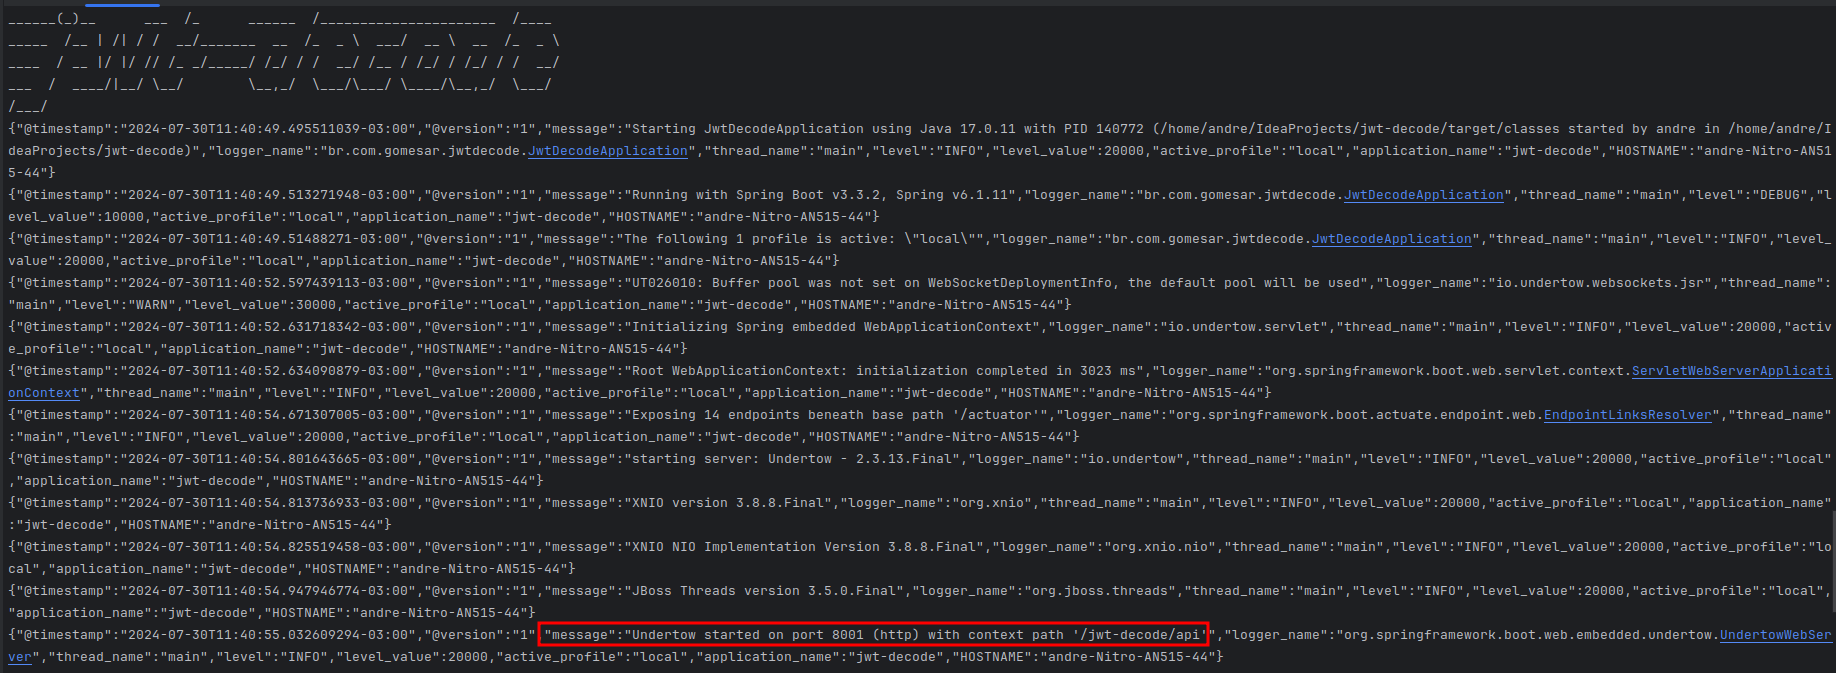 ______(_)__      ___  /_      ______  /______________________  /____
_____  /__ | /| / /  __/_______  __  /_  _ \  ___/  __ \  __  /_  _ \
____  / __ |/ |/ // /_ _/_____/ /_/ / /  __/ /__ / /_/ / /_/ / /  __/
___  /  ____/|__/ \__/        \__,_/  \___/\___/ \____/\__,_/  \___/
/___/
{"@timestamp":"2024-07-30T11:40:49.495511039-03:00","@version":"1","message":"Starting JwtDecodeApplication using Java 17.0.11 with PID 140772 (/home/andre/IdeaProjects/jwt-decode/target/classes started by andre in /home/andre/I
deaProjects/jwt-decode)","logger_name":"br.com.gomesar.jwtdecode.JwtDecodeApplication","thread_name":"main","level":"INFO","level_value":20000,"active_profile":"local","application_name":"jwt-decode","HOSTNAME":"andre-Nitro-AN51
5-44"}
{"@timestamp":"2024-07-30T11:40:49.513271948-03:00","@version":"1","message":"Running with Spring Boot v3.3.2, Spring v6.1.11","logger_name":"br.com.gomesar.jwtdecode.JwtDecodeApplication","thread_name":"main","level":"DEBUG","l
evel_value":10000,"active_profile":"local","application_name":"jwt-decode","HOSTNAME":"andre-Nitro-AN515-44"}
{"@timestamp":"2024-07-30T11:40:49.51488271-03:00","@version":"1","message":"The following 1 profile is active: \"local\"","logger_name":"br.com.gomesar.jwtdecode.JwtDecodeApplication","thread_name":"main","level":"INFO","level_
value":20000,"active_profile":"local","application_name":"jwt-decode","HOSTNAME":"andre-Nitro-AN515-44"}
{"@timestamp":"2024-07-30T11:40:52.597439113-03:00","@version":"1","message":"UT026010: Buffer pool was not set on WebSocketDeploymentInfo, the default pool will be used","logger_name":"io.undertow.websockets.jsr","thread_name":
"main","level":"WARN","level_value":30000,"active_profile":"local","application_name":"jwt-decode","HOSTNAME":"andre-Nitro-AN515-44"}
{"@timestamp":"2024-07-30T11:40:52.631718342-03:00","@version":"1","message":"Initializing Spring embedded WebApplicationContext","logger_name":"io.undertow.servlet","thread_name":"main","level":"INFO","level_value":20000,"activ
e_profile":"local","application_name":"jwt-decode","HOSTNAME":"andre-Nitro-AN515-44"}
{"@timestamp":"2024-07-30T11:40:52.634090879-03:00","@version":"1","message":"Root WebApplicationContext: initialization completed in 3023 ms","logger_name":"org.springframework.boot.web.servlet.context.ServletWebServerApplicati
onContext","thread_name":"main","level":"INFO","level_value":20000,"active_profile":"local","application_name":"jwt-decode","HOSTNAME":"andre-Nitro-AN515-44"}
{"@timestamp":"2024-07-30T11:40:54.671307005-03:00","@version":"1","message":"Exposing 14 endpoints beneath base path '/actuator'","logger_name":"org.springframework.boot.actuate.endpoint.web.EndpointLinksResolver","thread_name"
:"main","level":"INFO","level_value":20000,"active_profile":"local","application_name":"jwt-decode","HOSTNAME":"andre-Nitro-AN515-44"}
{"@timestamp":"2024-07-30T11:40:54.801643665-03:00","@version":"1","message":"starting server: Undertow - 2.3.13.Final","logger_name":"io.undertow","thread_name":"main","level":"INFO","level_value":20000,"active_profile":"local"
,"application_name":"jwt-decode","HOSTNAME":"andre-Nitro-AN515-44"}
{"@timestamp":"2024-07-30T11:40:54.813736933-03:00","@version":"1","message":"XNIO version 3.8.8.Final","logger_name":"org.xnio","thread_name":"main","level":"INFO","level_value":20000,"active_profile":"local","application_name"
:"jwt-decode","HOSTNAME":"andre-Nitro-AN515-44"}
{"@timestamp":"2024-07-30T11:40:54.825519458-03:00","@version":"1","message":"XNIO NIO Implementation Version 3.8.8.Final","logger_name":"org.xnio.nio","thread_name":"main","level":"INFO","level_value":20000,"active_profile":"lo
cal","application_name":"jwt-decode","HOSTNAME":"andre-Nitro-AN515-44"}
{"@timestamp":"2024-07-30T11:40:54.947946774-03:00","@version":"1","message":"JBoss Threads version 3.5.0.Final","logger_name":"org.jboss.threads","thread_name":"main","level":"INFO","level_value":20000,"active_profile":"local",
"application_name":"jwt-decode","HOSTNAME":"andre-Nitro-AN515-44"}
{"@timestamp":"2024-07-30T11:40:55.032609294-03:00","@version":"1","message":"Undertow started on port 8001 (http) with context path '/jwt-decode/api'","logger_name":"org.springframework.boot.web.embedded.undertow.UndertowWebSer
ver","thread_name":"main","level":"INFO","level_value":20000,"active_profile":"local","application_name":"jwt-decode","HOSTNAME":"andre-Nitro-AN515-44"}